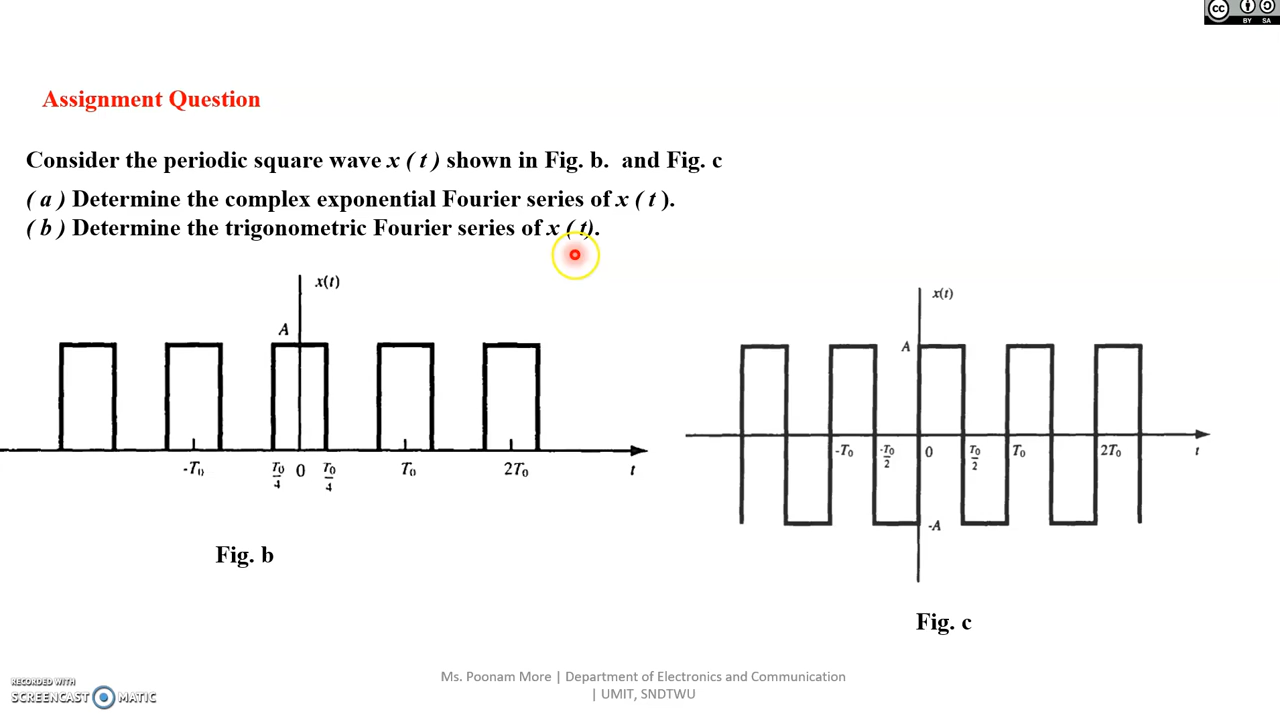 CC BY SA
Assignment Question
Consider the periodic square wave x ( t ) shown in Fig. b. and Fig. c
( a ) Determine the complex exponential Fourier series of x ( t ).
( b ) Determine the trigonometric Fourier series of x ( t).
x(t)
A
-T0 T0/4 0 T0/4 T0 2T0 t
Fig. b
x(t)
A
-T0 -T0/2 0 T0/2 T0 2T0 t
-A
Fig. c
Ms. Poonam More | Department of Electronics and Communication
| UMIT, SNDTWU
RECORDED WITH
SCREENCAST MATIC